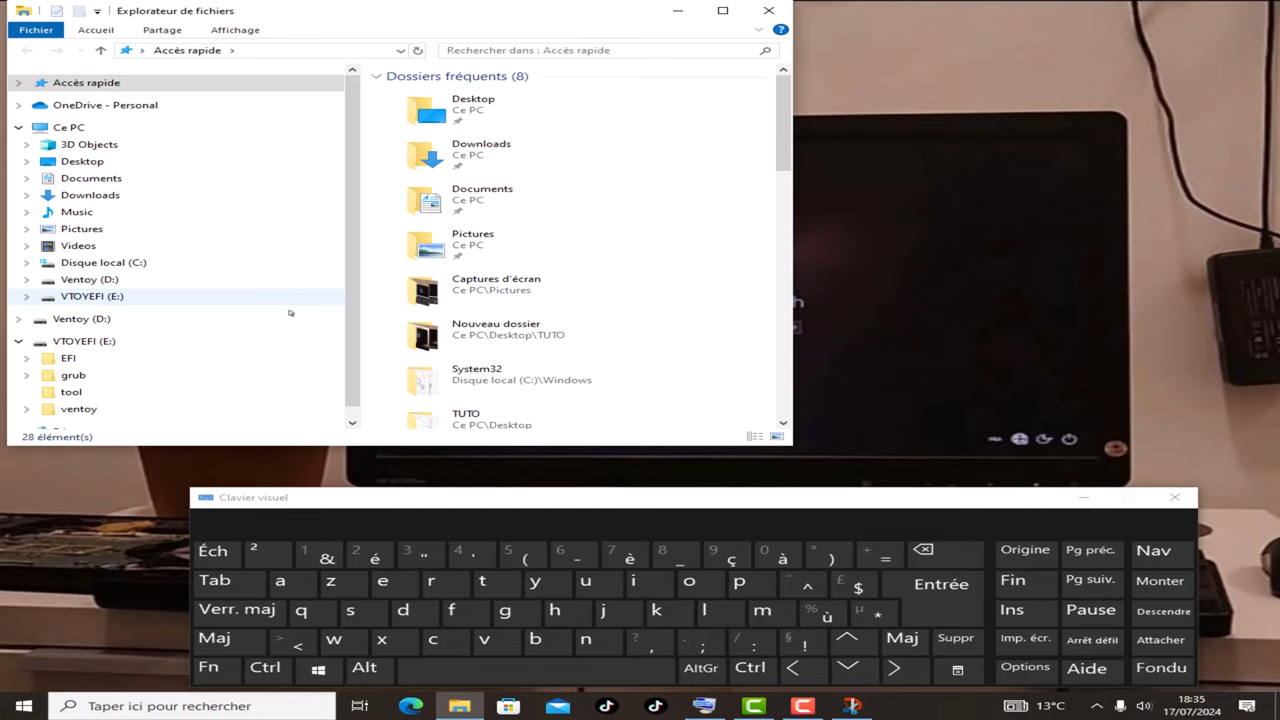 Explorateur de fichiers
Fichier Accueil Partage Affichage
Accès rapide Rechercher dans : Accès rapide
Accès rapide
OneDrive - Personal
Ce PC
3D Objects
Desktop
Documents
Downloads
Music
Pictures
Videos
Disque local (C:)
Ventoy (D:)
VTOYEFI (E:)
Ventoy (D:)
VTOYEFI (E:)
EFI
grub
tool
ventoy
Dossiers fréquents (8)
Desktop
Ce PC
Downloads
Ce PC
Documents
Ce PC
Pictures
Ce PC
Captures d'écran
Ce PC\Pictures
Nouveau dossier
Ce PC\Desktop\TUTO
System32
Disque local (C:)\Windows
TUTO
Ce PC\Desktop
28 élément(s)
Clavier visuel
Éch ² 1 & 2 é 3 " 4 ' 5 ( 6 - 7 è 8 _ 9 ç 0 à ° ) + = Origine Pg préc. Nav
Tab a z e r t y u i o p ¨ ^ £ $ Entrée Fin Pg suiv. Monter
Verr. maj q s d f g h j k l m % ù µ * Ins Pause Descendre
Maj > < w x c v b n ? , . ; / : § ! Maj Suppr Imp. écr. Arrêt défil Attacher
Fn Ctrl Alt AltGr Ctrl Options Aide Fondu
Taper ici pour rechercher 13°C 18:35
17/07/2024